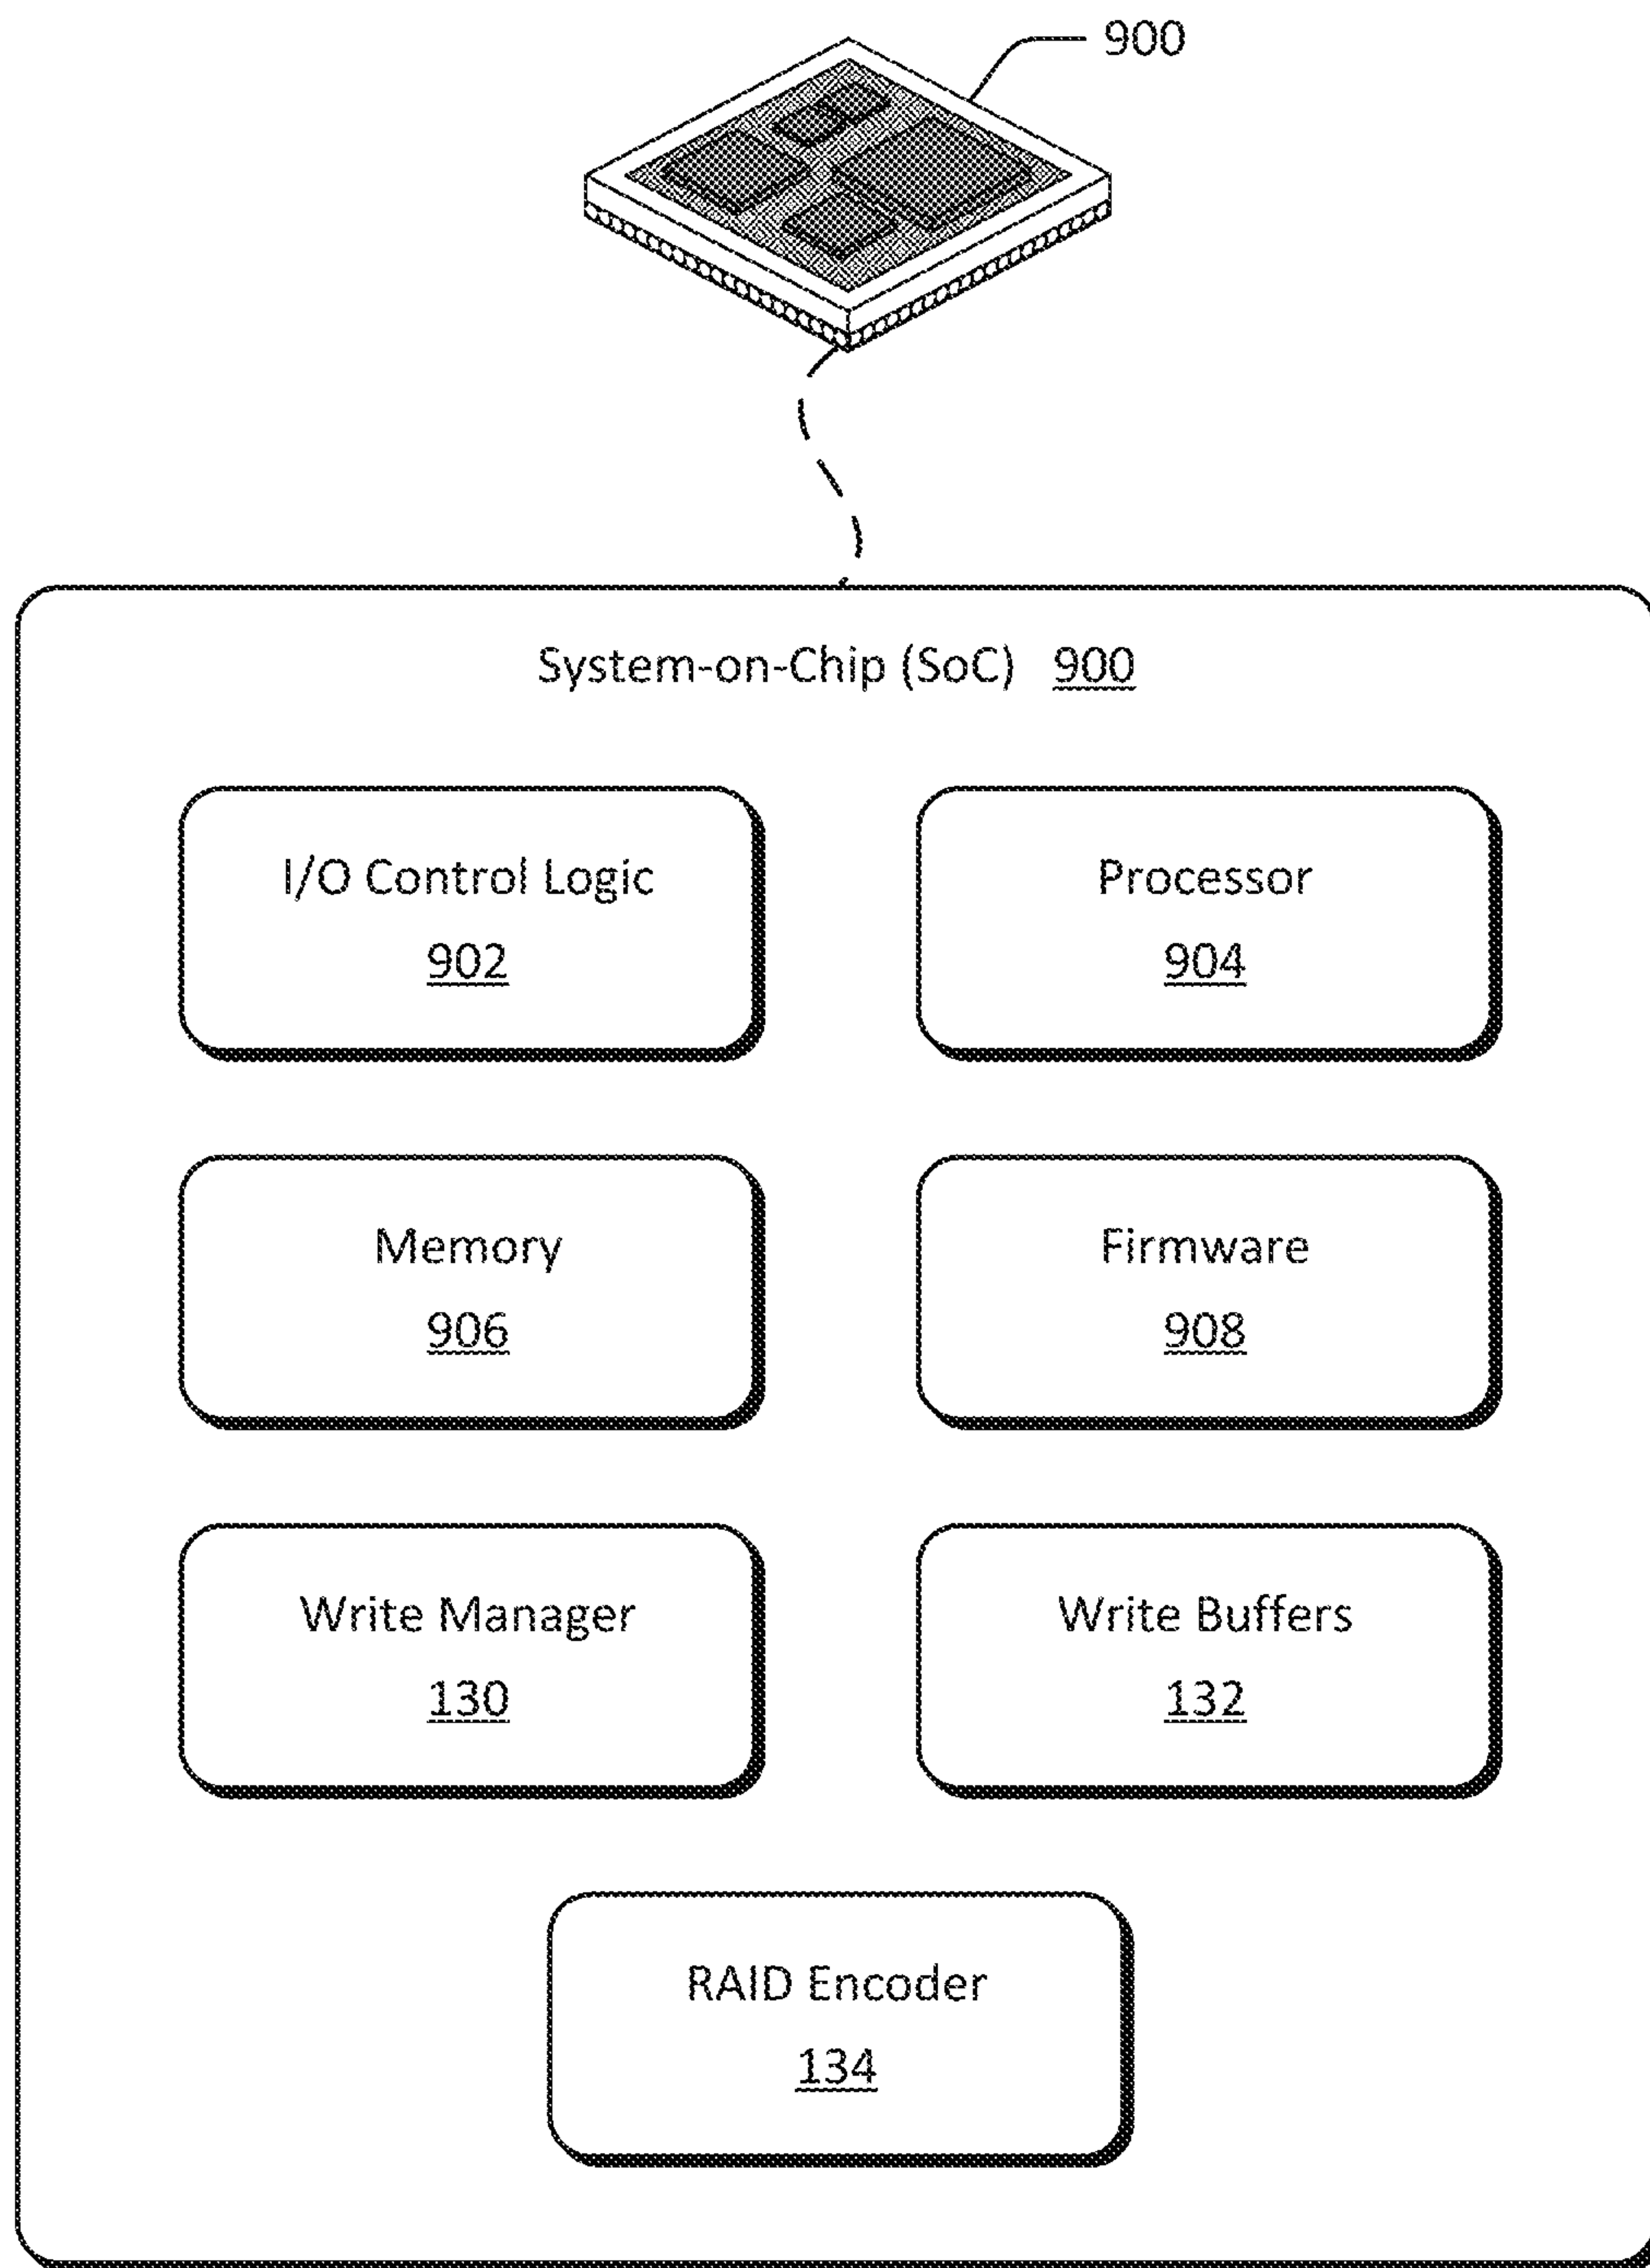 900
System-on-Chip (SoC) 900
I/O Control Logic
902
Processor
904
Memory
906
Firmware
908
Write Manager
130
Write Buffers
132
RAID Encoder
134